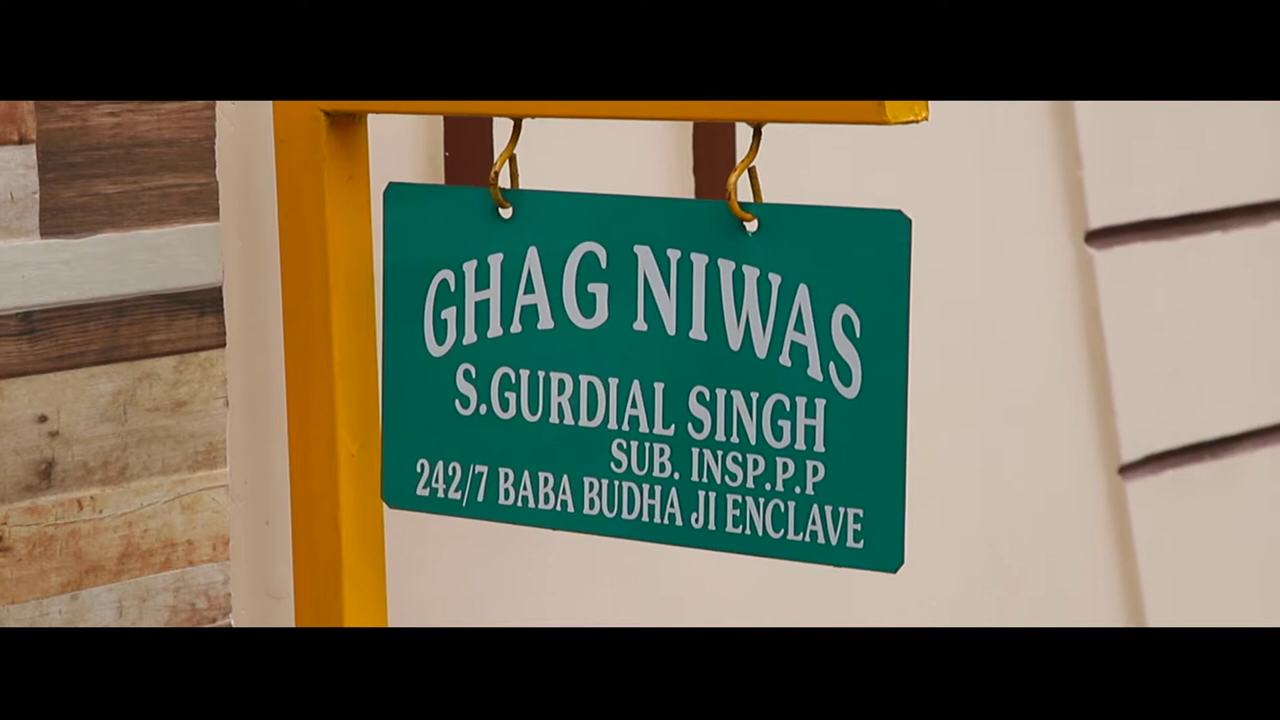 GHAG NIWAS
S.GURDIAL SINGH
SUB. INSP.P.P
242/7 BABA BUDHA JI ENCLAVE